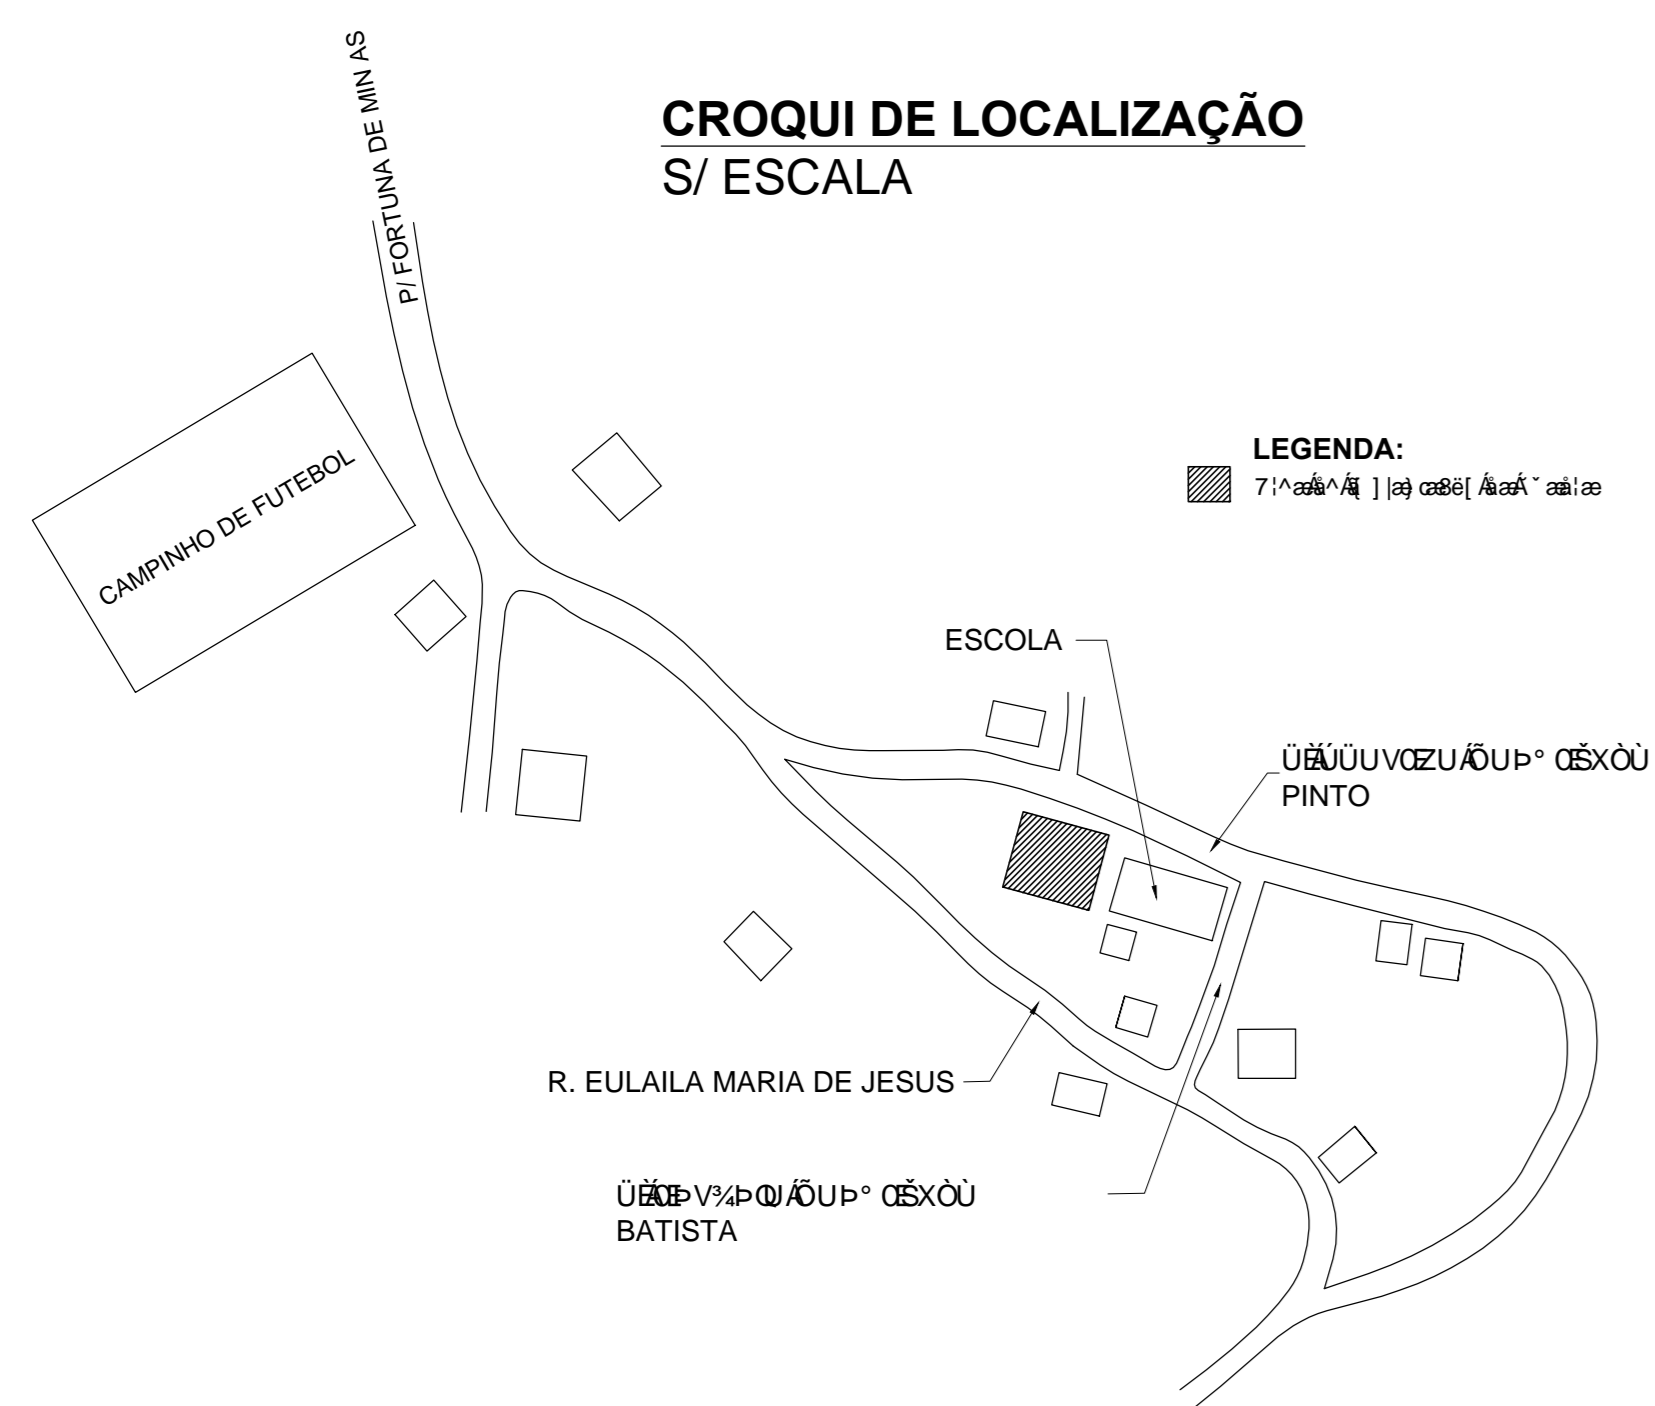 P/ FORTUNA DE MIN AS
CROQUI DE LOCALIZAÇÃO
S/ ESCALA
CAMPINHO DE FUTEBOL
LEGENDA:
ESCOLA
PINTO
R. EULAILA MARIA DE JESUS
BATISTA